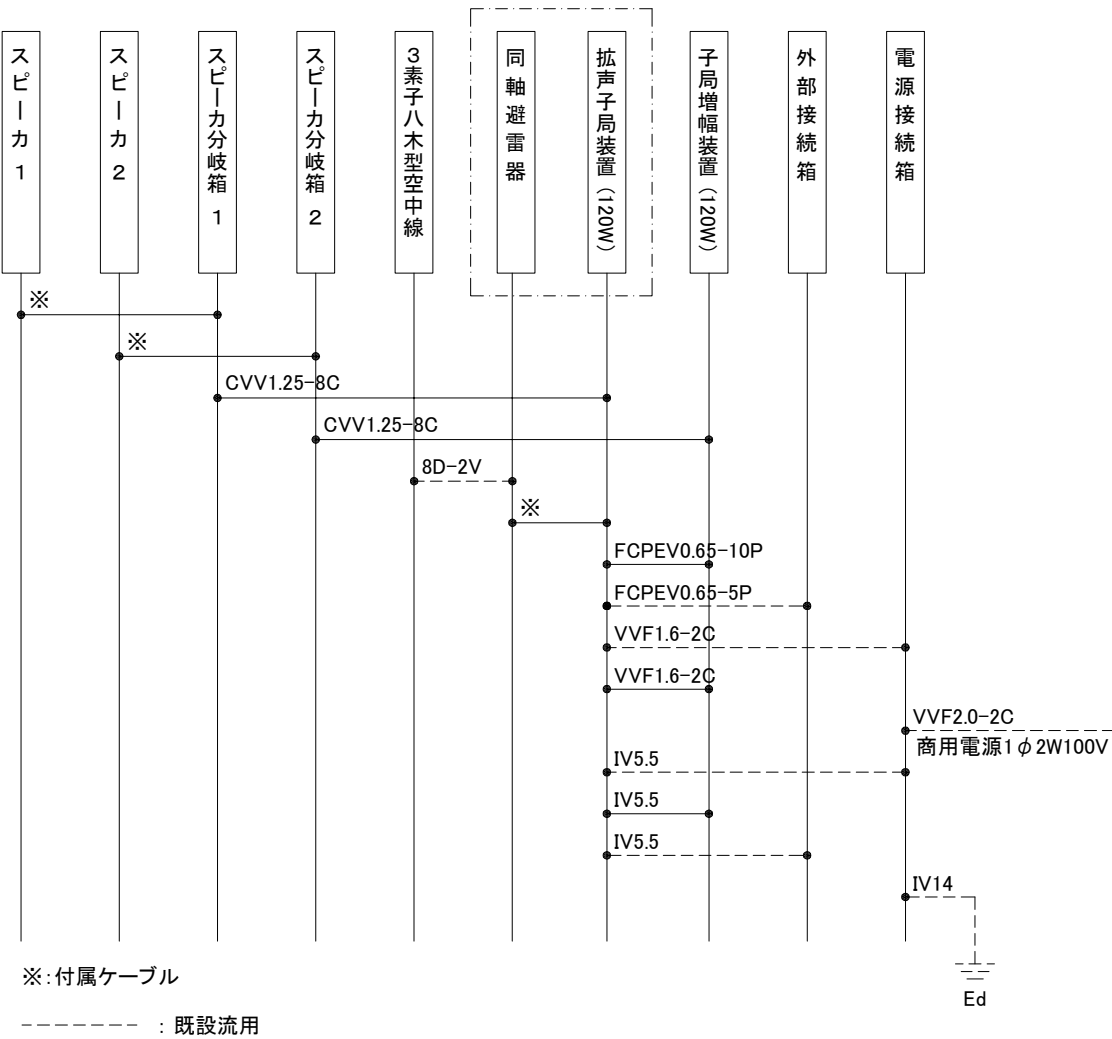 スピーカ 1
スピーカ 2
スピーカ分岐箱 1
スピーカ分岐箱 2
3素子八木型空中線
同軸避雷器
拡声子局装置(120W)
子局増幅装置(120W)
外部接続箱
電源接続箱
※
※
CVV1.25-8C
CVV1.25-8C
8D-2V
※
FCPEV0.65-10P
FCPEV0.65-5P
VVF1.6-2C
VVF1.6-2C
VVF2.0-2C
商用電源1φ2W100V
IV5.5
IV5.5
IV5.5
IV14
Ed
※:付属ケーブル
:既設流用